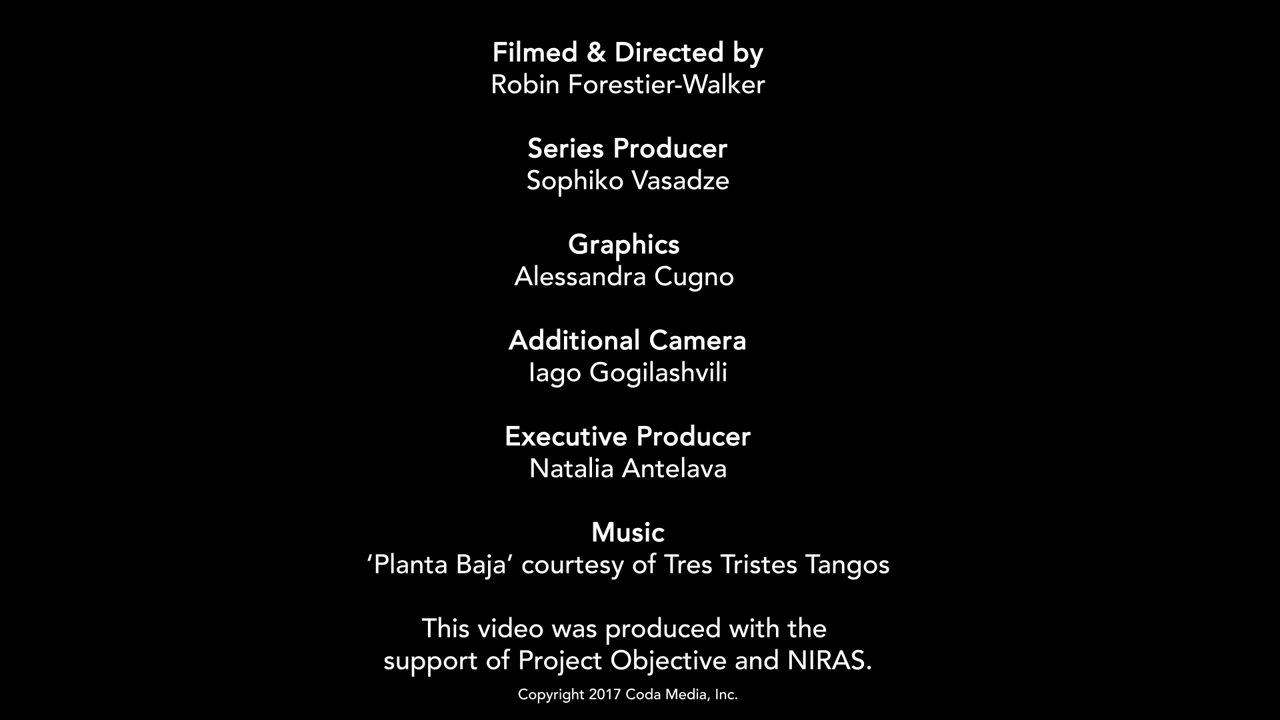 Filmed & Directed by
Robin Forestier-Walker
Series Producer
Sophiko Vasadze
Graphics
Alessandra Cugno
Additional Camera
Iago Gogilashvili
Executive Producer
Natalia Antelava
Music
‘Planta Baja’ courtesy of Tres Tristes Tangos
This video was produced with the
support of Project Objective and NIRAS.
Copyright 2017 Coda Media, Inc.